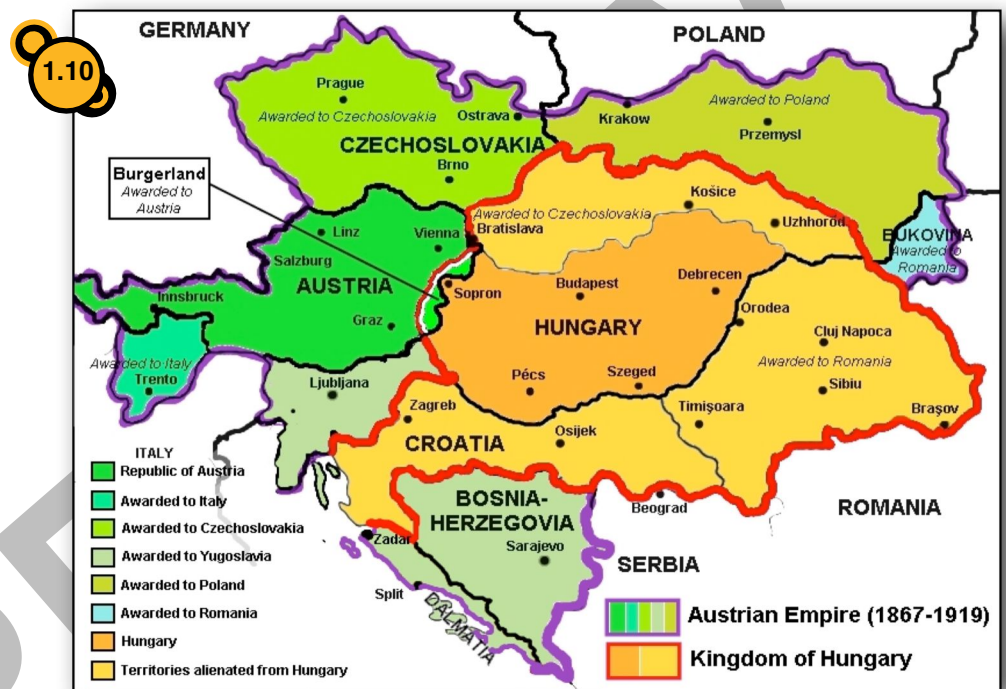 1.10
GERMANY
POLAND
Prague
Awarded to Czechoslovakia
Ostrava
CZECHOSLOVAKIA
Brno
Krakow
Awarded to Poland
Przemysl
Burgerland
Awarded to
Austria
Košice
Awarded to Czechoslovakia
Bratislava
Uzhhorod
BUKOVINA
Awarded to
Romania
Linz
Vienna
Salzburg
AUSTRIA
Innsbruck
Graz
Sopron
Budapest
Debrecen
HUNGARY
Orodea
Cluj Napoca
Awarded to Romania
Sibiu
Braşov
Awarded to Italy
Trento
Ljubljana
Pécs
Szeged
Timişoara
Zagreb
CROATIA
Osijek
BOSNIA-
HERZEGOVIA
Beograd
ROMANIA
Zadar
Sarajevo
SERBIA
Split
DALMATIA
ITALY
Republic of Austria
Awarded to Italy
Awarded to Czechoslovakia
Awarded to Yugoslavia
Awarded to Poland
Awarded to Romania
Hungary
Territories alienated from Hungary
Austrian Empire (1867-1919)
Kingdom of Hungary